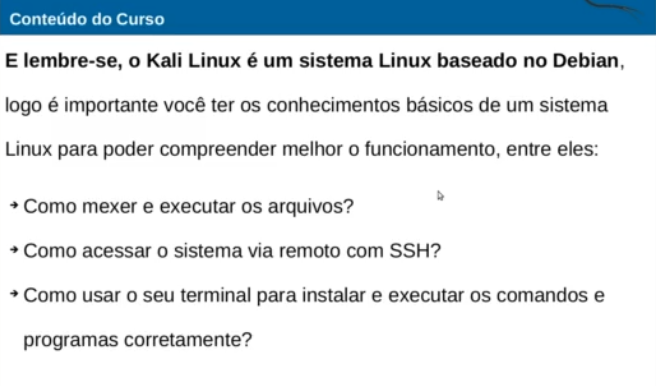 Conteúdo do Curso
E lembre-se, o Kali Linux é um sistema Linux baseado no Debian,
logo é importante você ter os conhecimentos básicos de um sistema
Linux para poder compreender melhor o funcionamento, entre eles:
➔ Como mexer e executar os arquivos?
➔ Como acessar o sistema via remoto com SSH?
➔ Como usar o seu terminal para instalar e executar os comandos e
programas corretamente?